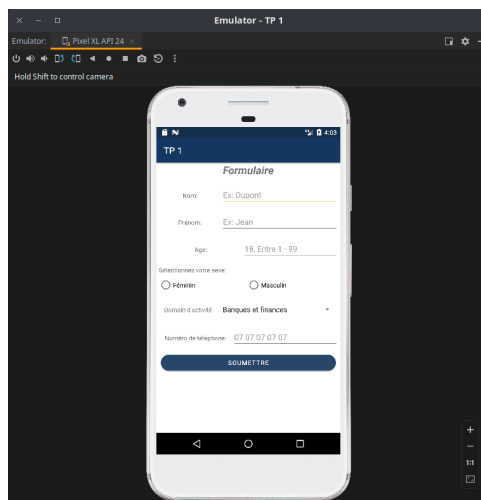 Emulator - TP 1
Emulator: Pixel XL API 24
Hold Shift to control camera
4:03
TP 1
Formulaire
Nom: Ex: Dupont
Prénom: Ex: Jean
Age: 18, Entre 1 - 99
Sélectionnez votre sexe:
Féminin Masculin
Domain d'activité: Banques et finances
Numéro de téléphone: 07 07 07 07 07
SOUMETTRE
1:1